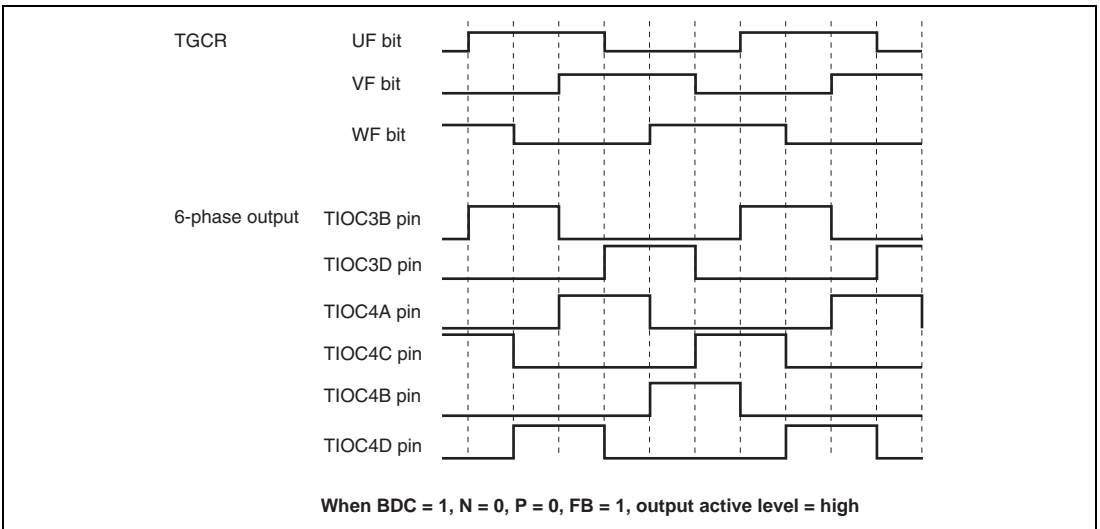 TGCR UF bit
VF bit
WF bit
6-phase output TIOC3B pin
TIOC3D pin
TIOC4A pin
TIOC4C pin
TIOC4B pin
TIOC4D pin
When BDC = 1, N = 0, P = 0, FB = 1, output active level = high